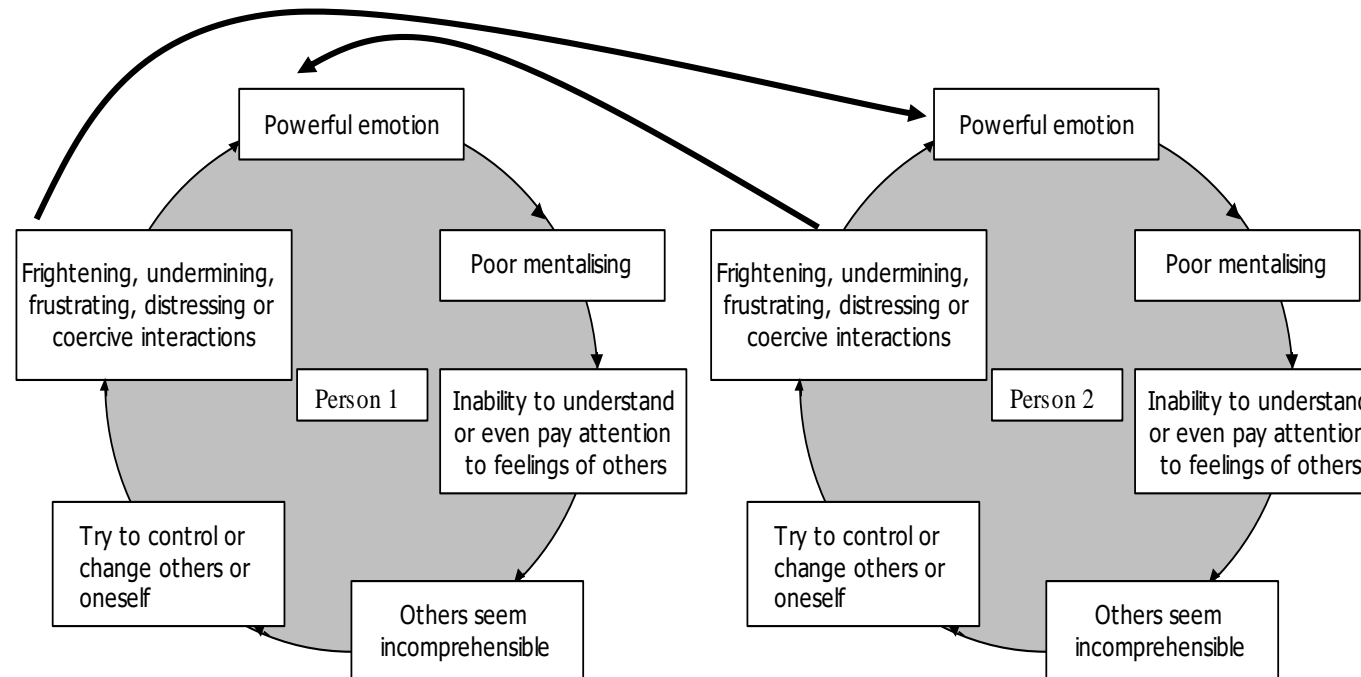 Powerful emotion
Poor mentalising
Inability to understand
or even pay attention
to feelings of others
Others seem
incomprehensible
Try to control or
change others or
oneself
Frightening, undermining,
frustrating, distressing or
coercive interactions
Person 1
Powerful emotion
Poor mentalising
Inability to understand
or even pay attention
to feelings of others
Others seem
incomprehensible
Try to control or
change others or
oneself
Frightening, undermining,
frustrating, distressing or
coercive interactions
Person 2